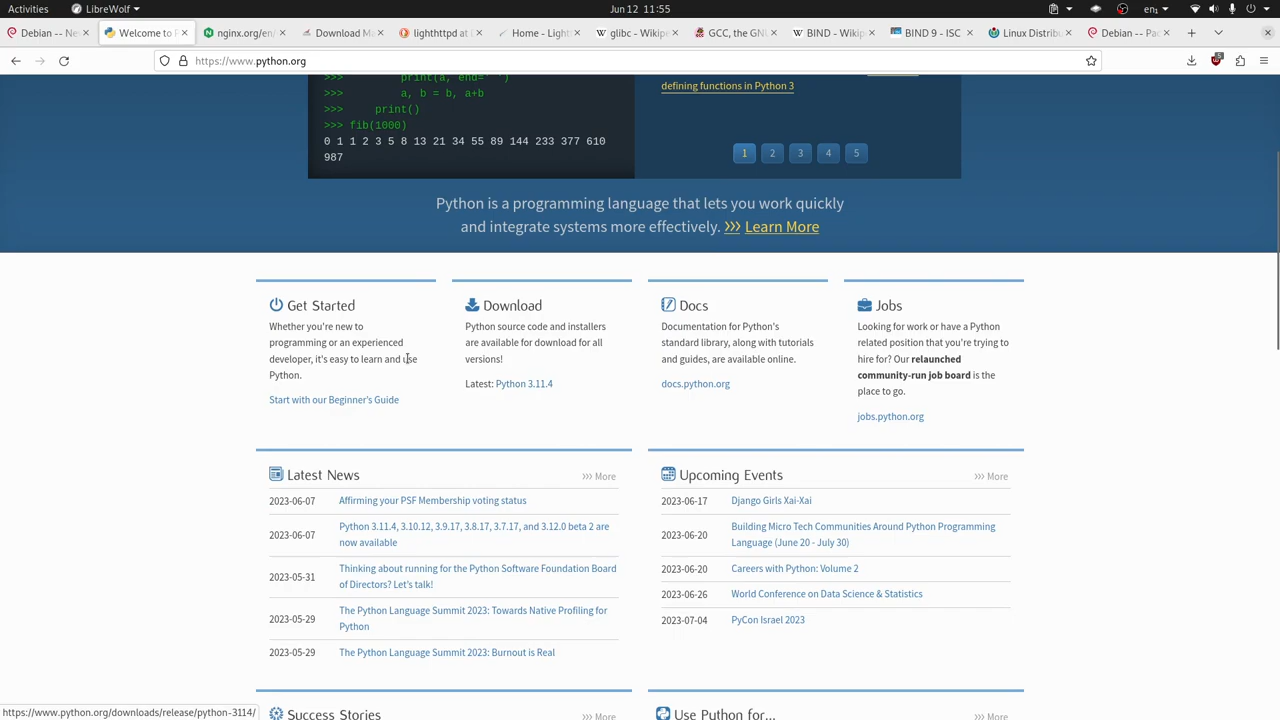 Activities LibreWolf Jun 12 11:55 en₁
Debian -- Ne Welcome to P nginx.org/en/ Download M lighthttpd at Home - Light glibc - Wikipe GCC, the GNU BIND - Wikip BIND 9 - ISC Linux Distrib Debian -- Pac
https://www.python.org 5
>>> print(a, end=' ')
>>> a, b = b, a+b
>>> print()
>>> fib(1000)
0 1 1 2 3 5 8 13 21 34 55 89 144 233 377 610
987
defining functions in Python 3
1 2 3 4 5
Python is a programming language that lets you work quickly
and integrate systems more effectively. >>> Learn More
Get Started
Whether you're new to
programming or an experienced
developer, it's easy to learn and use
Python.
Start with our Beginner's Guide
Download
Python source code and installers
are available for download for all
versions!
Latest: Python 3.11.4
Docs
Documentation for Python's
standard library, along with tutorials
and guides, are available online.
docs.python.org
Jobs
Looking for work or have a Python
related position that you're trying to
hire for? Our relaunched
community-run job board is the
place to go.
jobs.python.org
Latest News >>> More
2023-06-07 Affirming your PSF Membership voting status
2023-06-07 Python 3.11.4, 3.10.12, 3.9.17, 3.8.17, 3.7.17, and 3.12.0 beta 2 are
now available
2023-05-31 Thinking about running for the Python Software Foundation Board
of Directors? Let's talk!
2023-05-29 The Python Language Summit 2023: Towards Native Profiling for
Python
2023-05-29 The Python Language Summit 2023: Burnout is Real
Upcoming Events >>> More
2023-06-17 Django Girls Xai-Xai
2023-06-20 Building Micro Tech Communities Around Python Programming
Language (June 20 - July 30)
2023-06-20 Careers with Python: Volume 2
2023-06-26 World Conference on Data Science & Statistics
2023-07-04 PyCon Israel 2023
Success Stories >>> More
Use Python for... >>> More
https://www.python.org/downloads/release/python-3114/